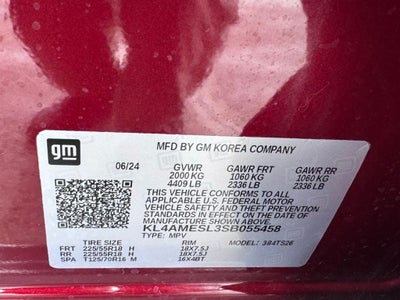 gm
MFD BY GM KOREA COMPANY
06/24 GVWR GAWR FRT GAWR RR
2000 KG 1060 KG 1060 KG
4409 LB 2336 LB 2336 LB
THIS VEHICLE CONFORMS TO ALL
APPLICABLE U.S. FEDERAL MOTOR
VEHICLE SAFETY AND THEFT PREVENTION
STANDARDS IN EFFECT ON THE DATE OF
MANUFACTURE SHOWN ABOVE.
KL4AMESL3SB055458
TYPE: MPV MODEL: 384TS26
RIM
FRT 225/55R18 H 18X7.5J
RR 225/55R18 H 18X7.5J
SPA T125/70R16 M 16X4BT